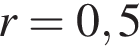 r = 0,5